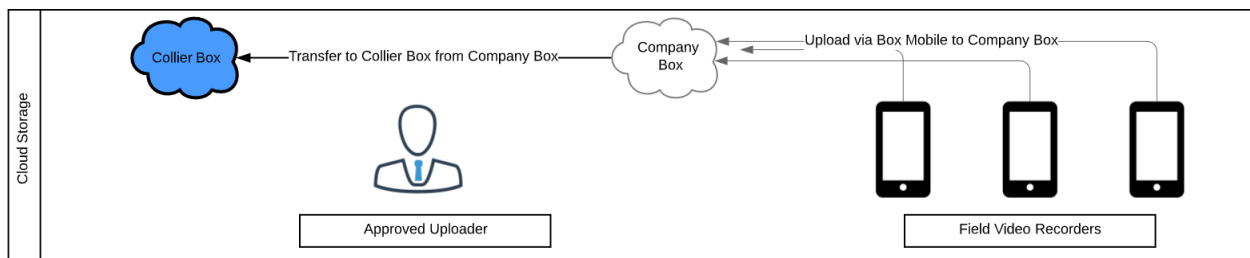 Cloud Storage
Collier Box
Transfer to Collier Box from Company Box
Company
Box
Upload via Box Mobile to Company Box
Approved Uploader
Field Video Recorders